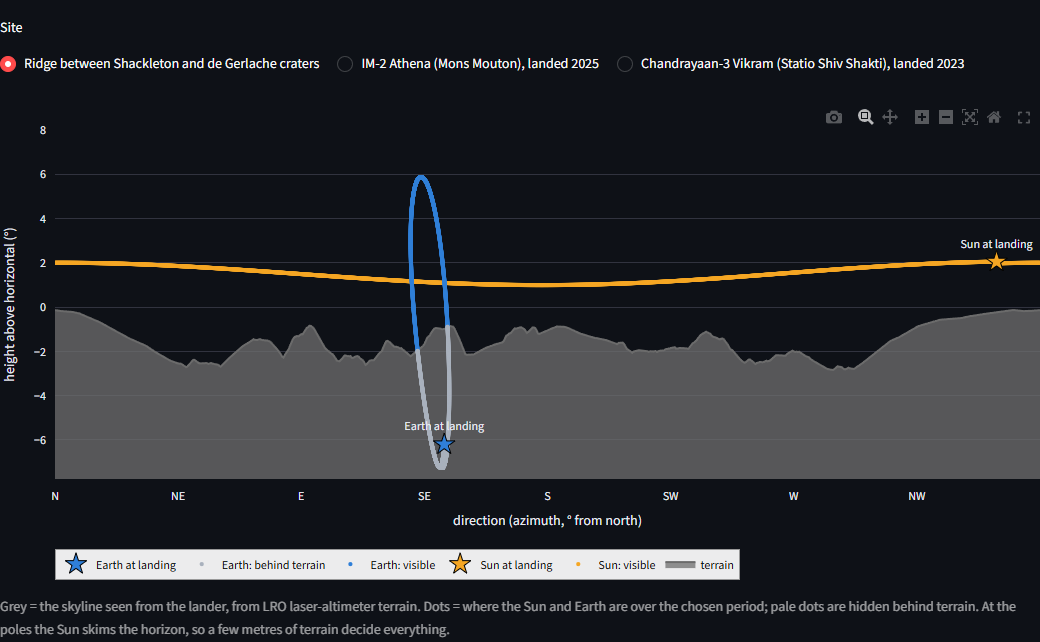 Site
Ridge between Shackleton and de Gerlache craters
IM-2 Athena (Mons Mouton), landed 2025
Chandrayaan-3 Vikram (Statio Shiv Shakti), landed 2023
8
6
4
2
0
−2
−4
−6
height above horizontal (°)
Sun at landing
Earth at landing
N
NE
E
SE
S
SW
W
NW
direction (azimuth, ° from north)
Earth at landing
Earth: behind terrain
Earth: visible
Sun at landing
Sun: visible
terrain
Grey = the skyline seen from the lander, from LRO laser-altimeter terrain. Dots = where the Sun and Earth are over the chosen period; pale dots are hidden behind terrain. At the
poles the Sun skims the horizon, so a few metres of terrain decide everything.